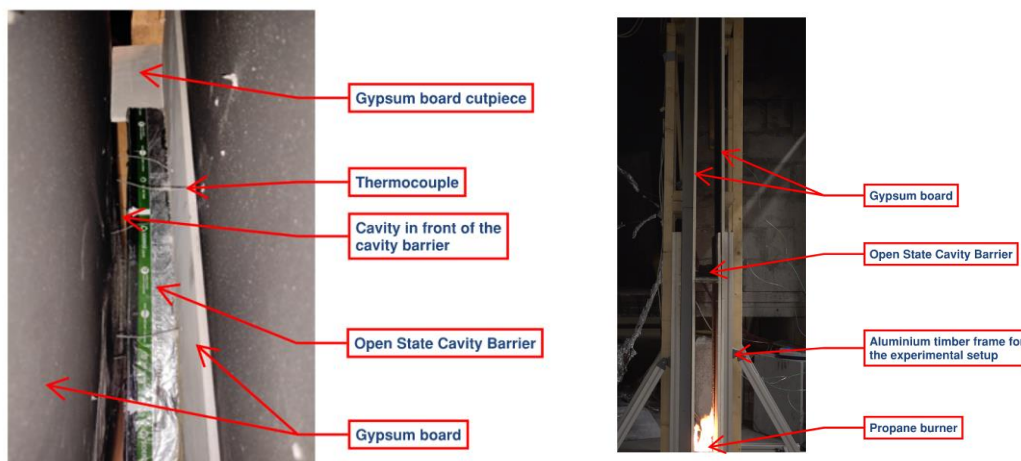 Gypsum board cutpiece
Thermocouple
Cavity in front of the
cavity barrier
Open State Cavity Barrier
Gypsum board
Gypsum board
Open State Cavity Barrier
Aluminium timber frame for
the experimental setup
Propane burner